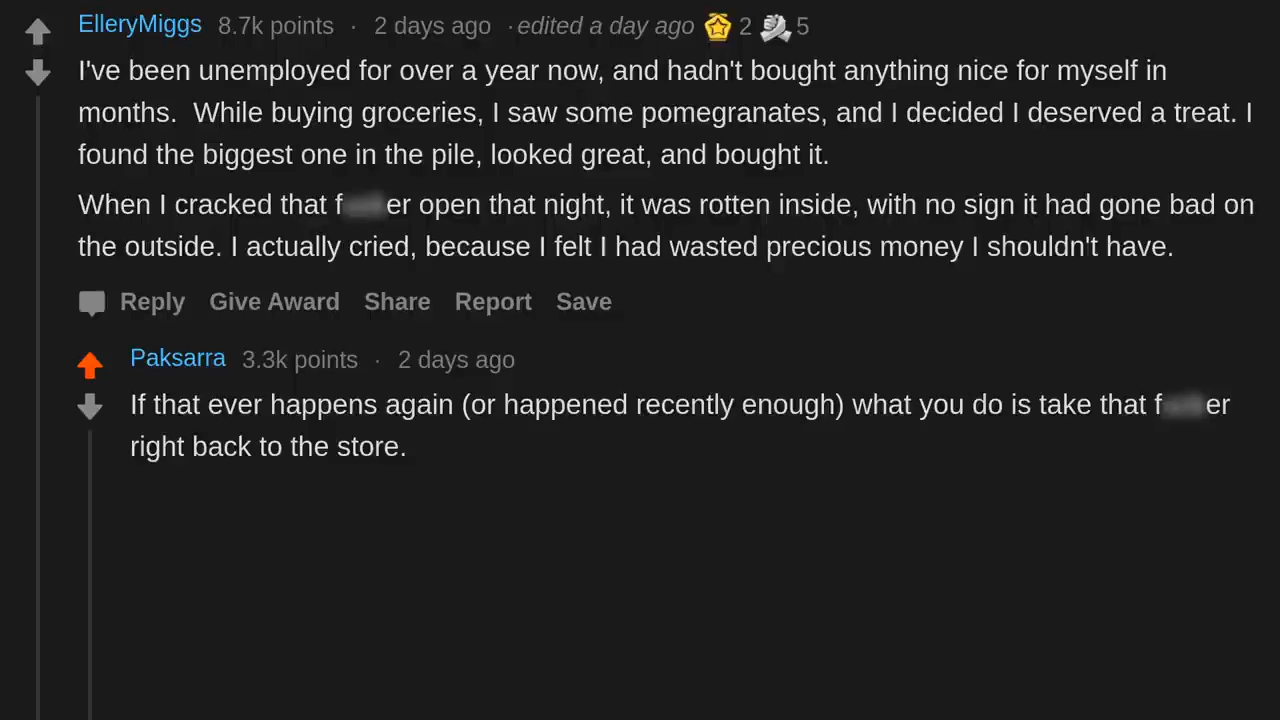 ElleryMiggs 8.7k points · 2 days ago · edited a day ago 2 5
I've been unemployed for over a year now, and hadn't bought anything nice for myself in
months. While buying groceries, I saw some pomegranates, and I decided I deserved a treat. I
found the biggest one in the pile, looked great, and bought it.
When I cracked that f er open that night, it was rotten inside, with no sign it had gone bad on
the outside. I actually cried, because I felt I had wasted precious money I shouldn't have.
Reply Give Award Share Report Save
Paksarra 3.3k points · 2 days ago
If that ever happens again (or happened recently enough) what you do is take that f er
right back to the store.